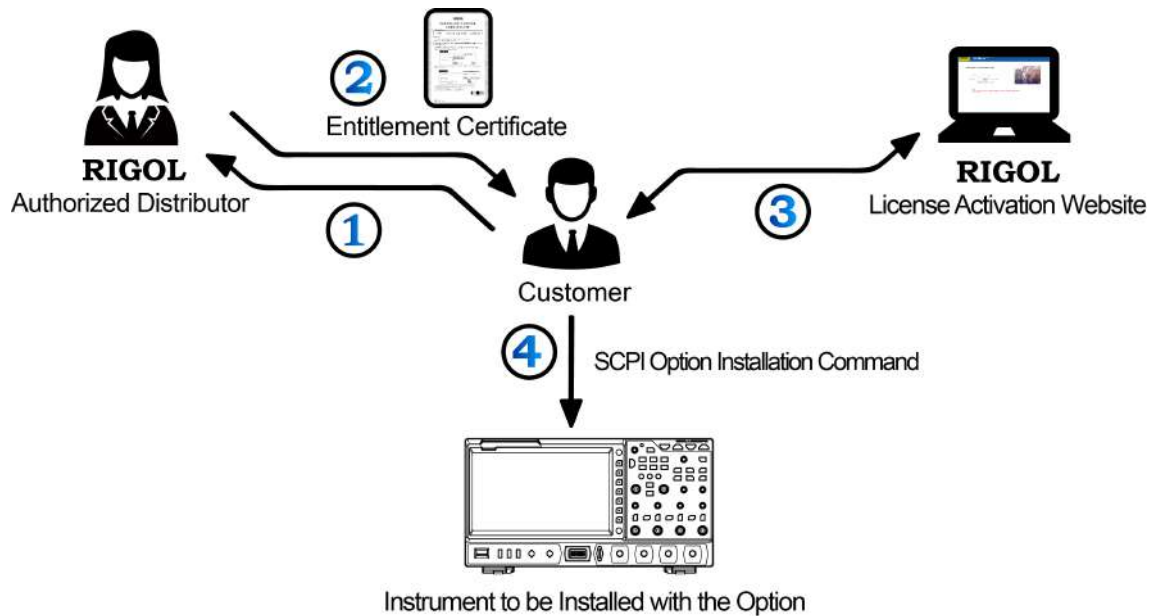 ②
Entitlement Certificate
RIGOL
Authorized Distributor
①
③
RIGOL
License Activation Website
Customer
④
SCPI Option Installation Command
Instrument to be Installed with the Option